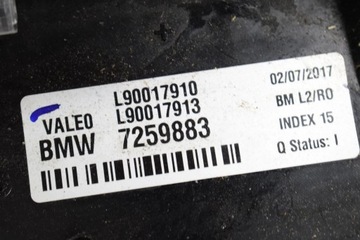 L90017910
VALEO L90017913
BMW 7259883
02/07/2017
BM L2/RO
INDEX 15
Q Status: I